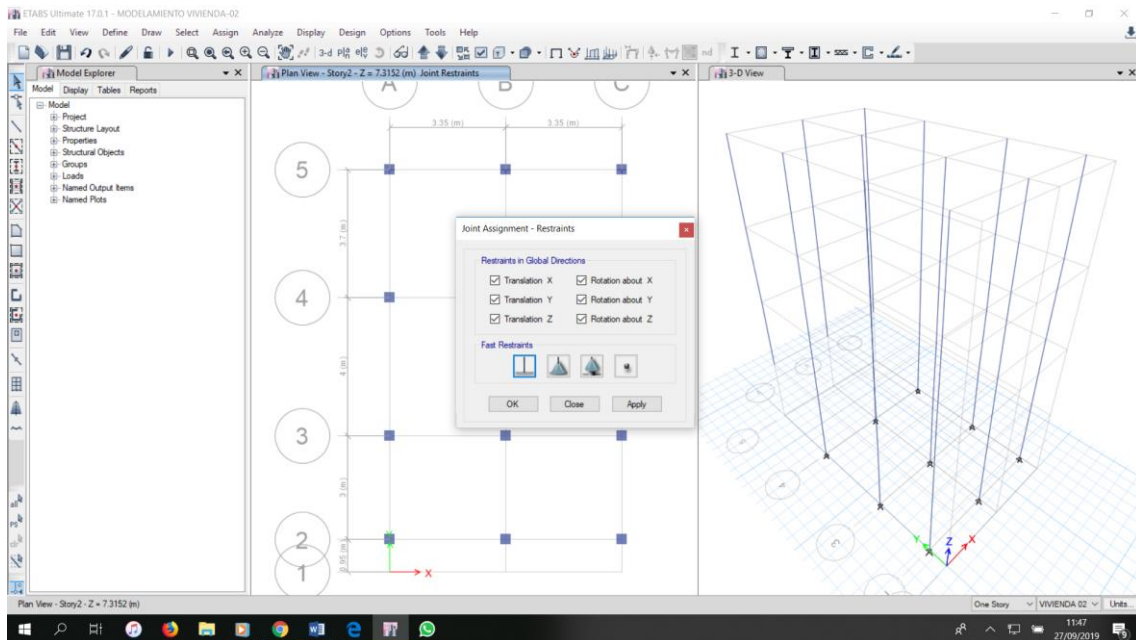 ETABS Ultimate 17.0.1 - MODELAMIENTO VIVIENDA-02
File Edit View Define Draw Select Assign Analyze Display Design Options Tools Help
3-d
nd
Model Explorer
Model Display Tables Reports
Model
Project
Structure Layout
Properties
Structural Objects
Groups
Loads
Named Output Items
Named Plots
Plan View - Story2 - Z = 7.3152 (m) Joint Restraints
3-D View
3.35 (m)
3.35 (m)
5
3.7 (m)
4
4 (m)
3
3 (m)
2
0.95 (m)
1
X
Joint Assignment - Restraints
Restraints in Global Directions
Translation X
Rotation about X
Translation Y
Rotation about Y
Translation Z
Rotation about Z
Fast Restraints
OK
Close
Apply
Y
Z
X
Plan View - Story2 - Z = 7.3152 (m)
One Story
VIVIENDA 02
Units...
11:47
27/09/2019